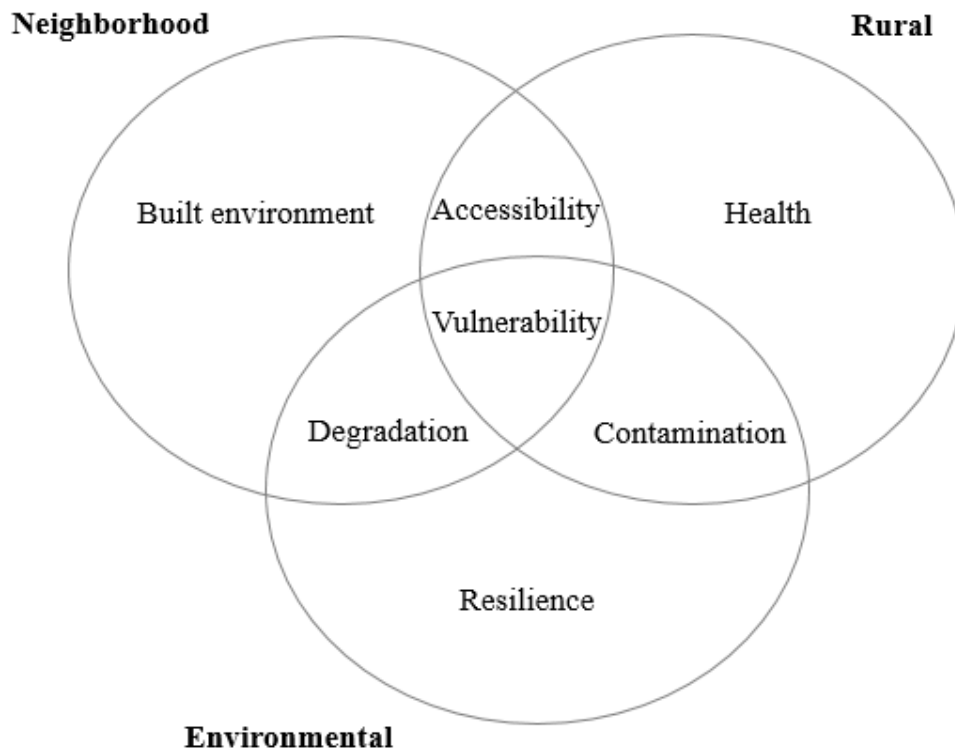 Neighborhood
Rural
Built environment
Accessibility
Health
Vulnerability
Degradation
Contamination
Resilience
Environmental